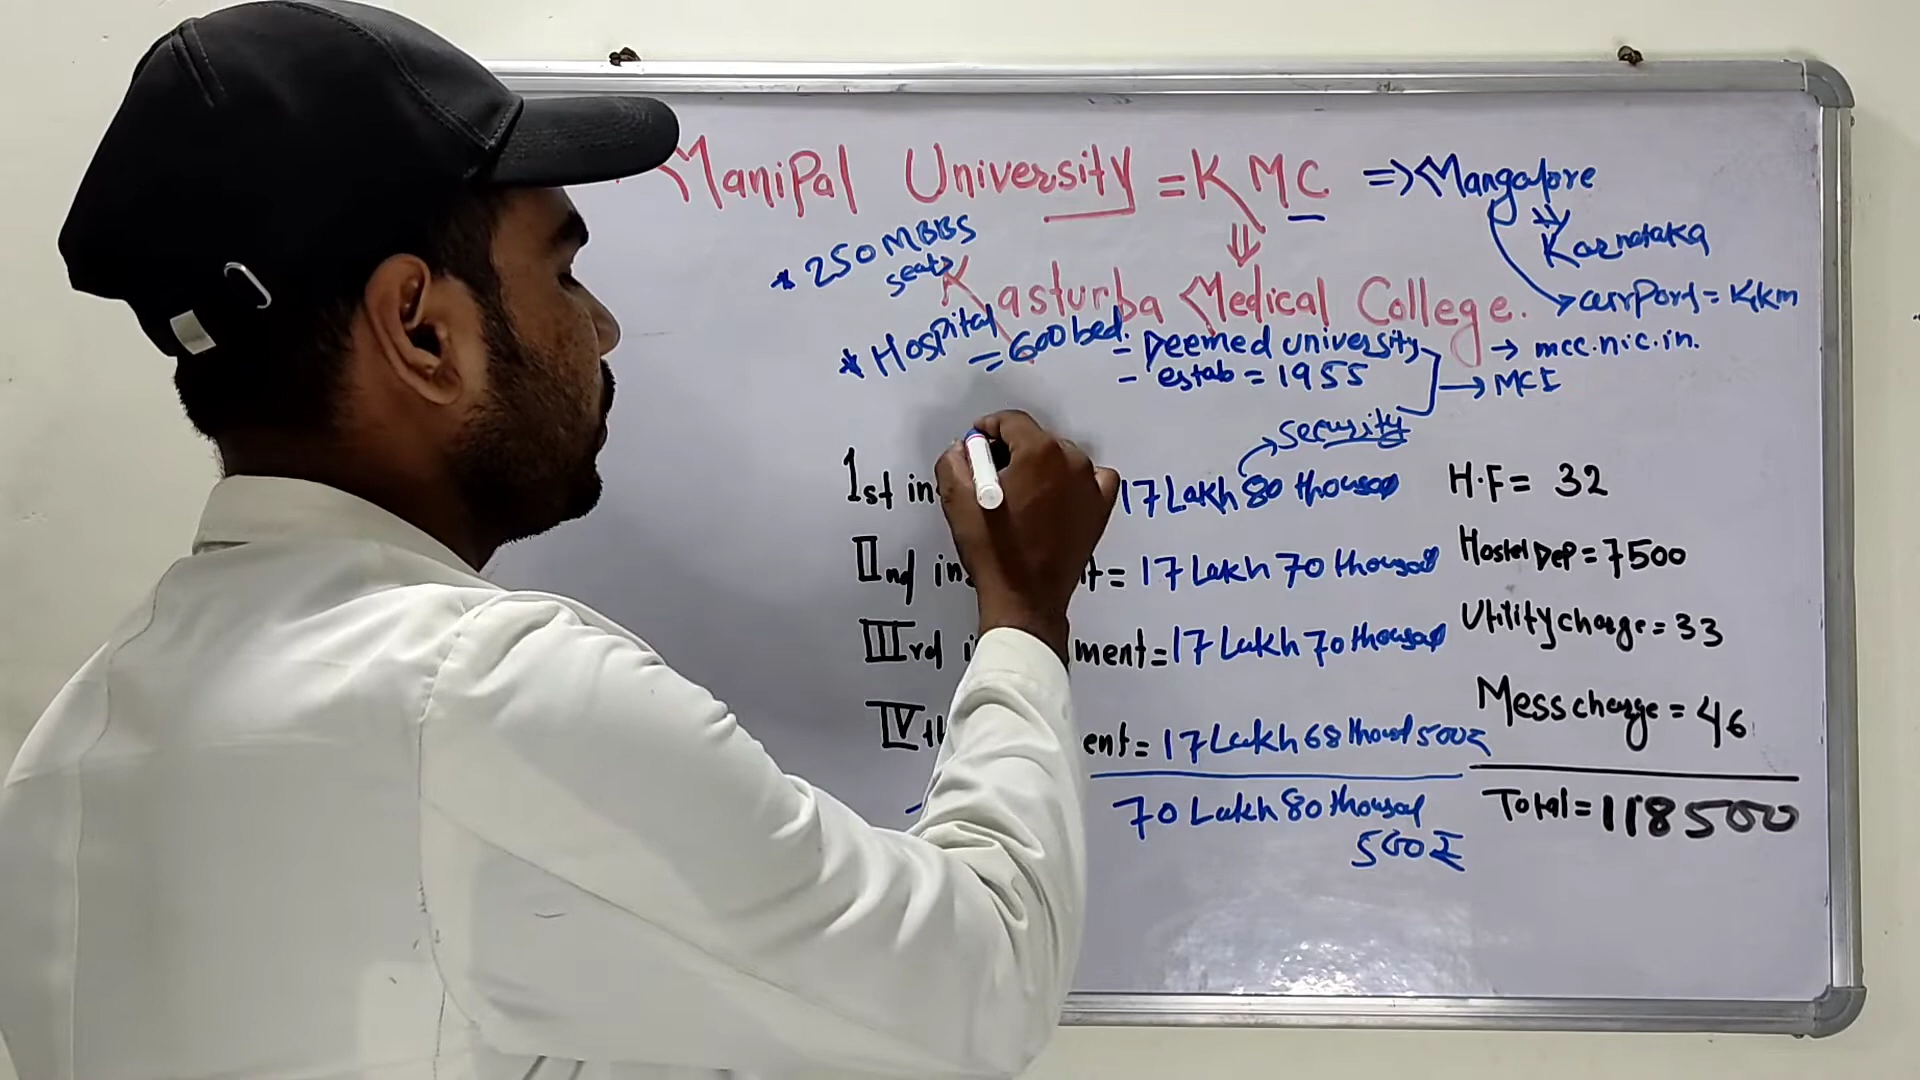 Manipal University = KMC => Mangalore
Karnataka
* 250 MBBS
seats
Kasturba Medical College.
* Hospital
= 600 bed.
- Deemed university
→ mcc.nic.in.
- estab = 1955
→ MCI
Security
1st in 17 Lakh 80 thousand
H.F = 32
IInd in t = 17 Lakh 70 thousand
Hostel Dep = 7500
IIIrd i ment = 17 Lakh 70 thousand
Utility charge = 33
IVth ent = 17 Lakh 68 thousand 500₹
Mess charge = 46
70 Lakh 80 thousand
500₹
Total = 118500